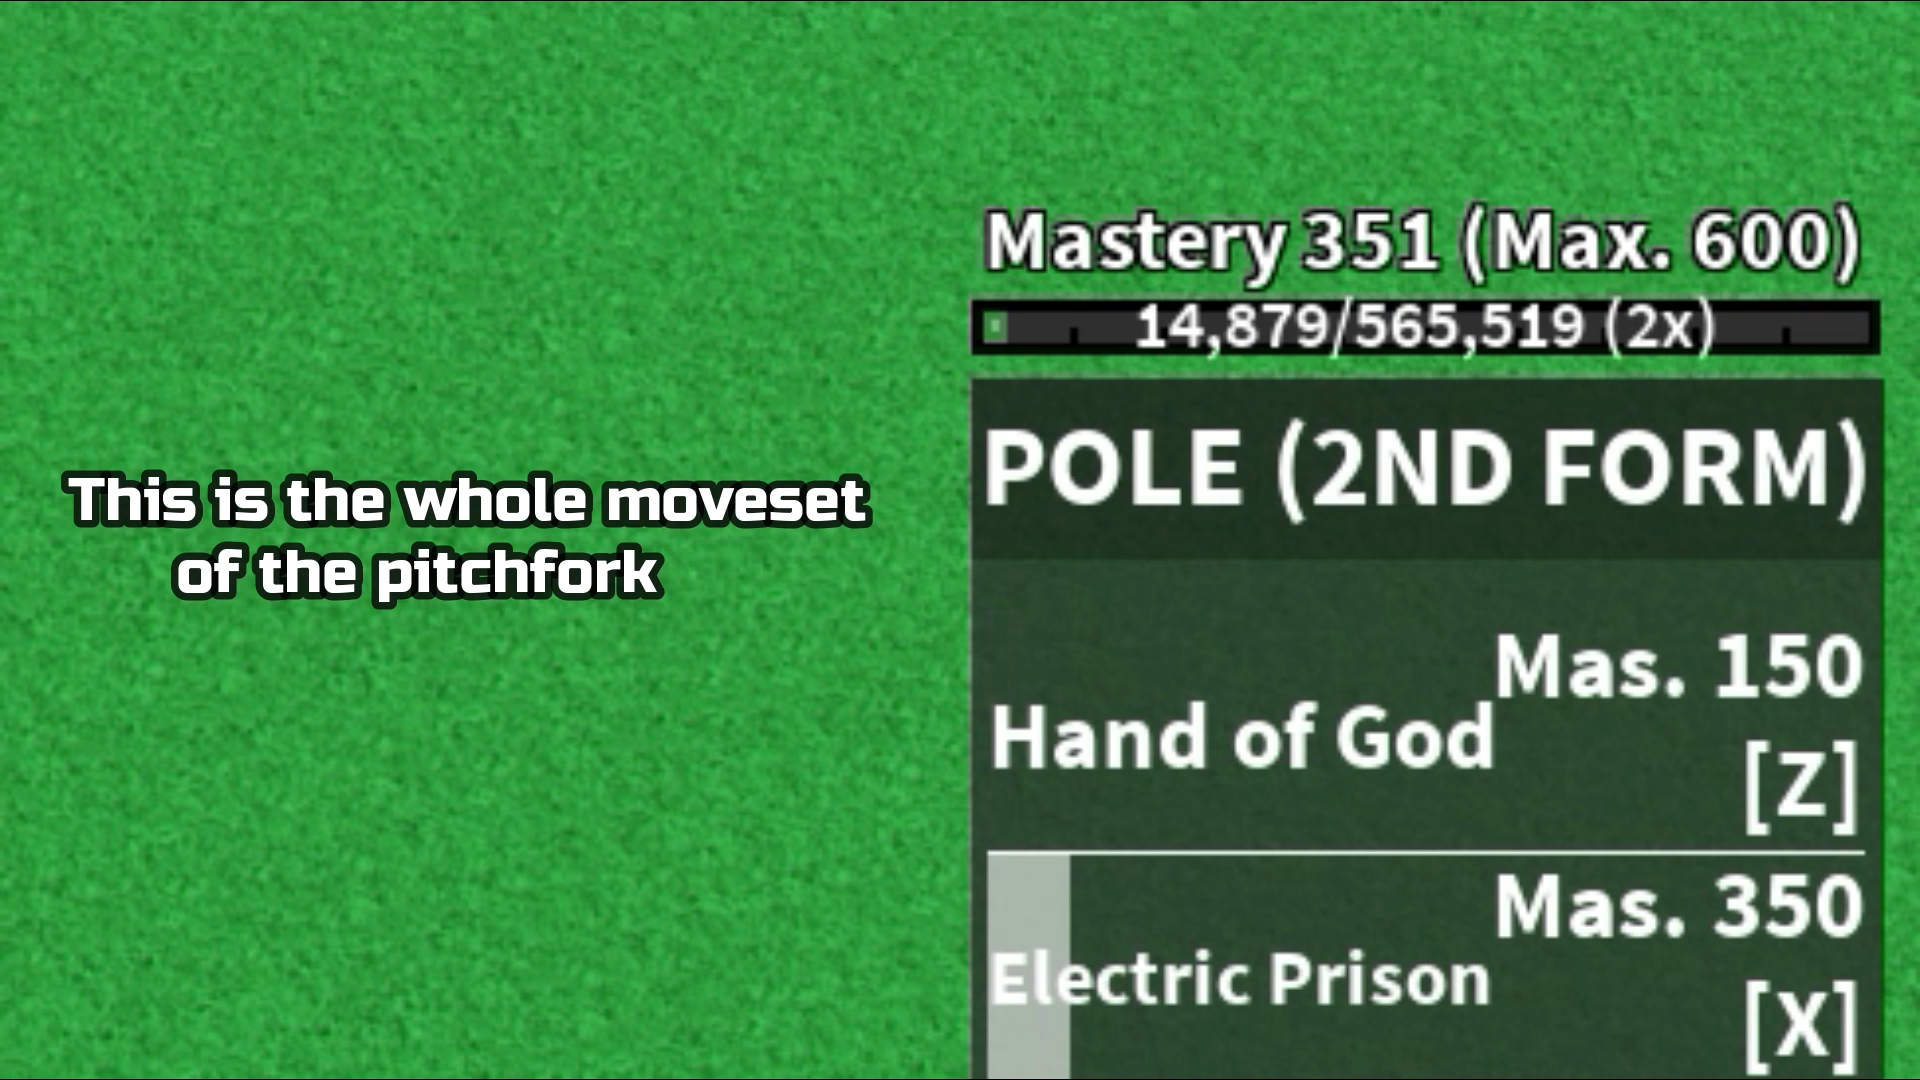 This is the whole moveset
of the pitchfork
Mastery 351 (Max. 600)
14,879/565,519 (2x)
POLE (2ND FORM)
Mas. 150
Hand of God
[Z]
Mas. 350
Electric Prison
[X]